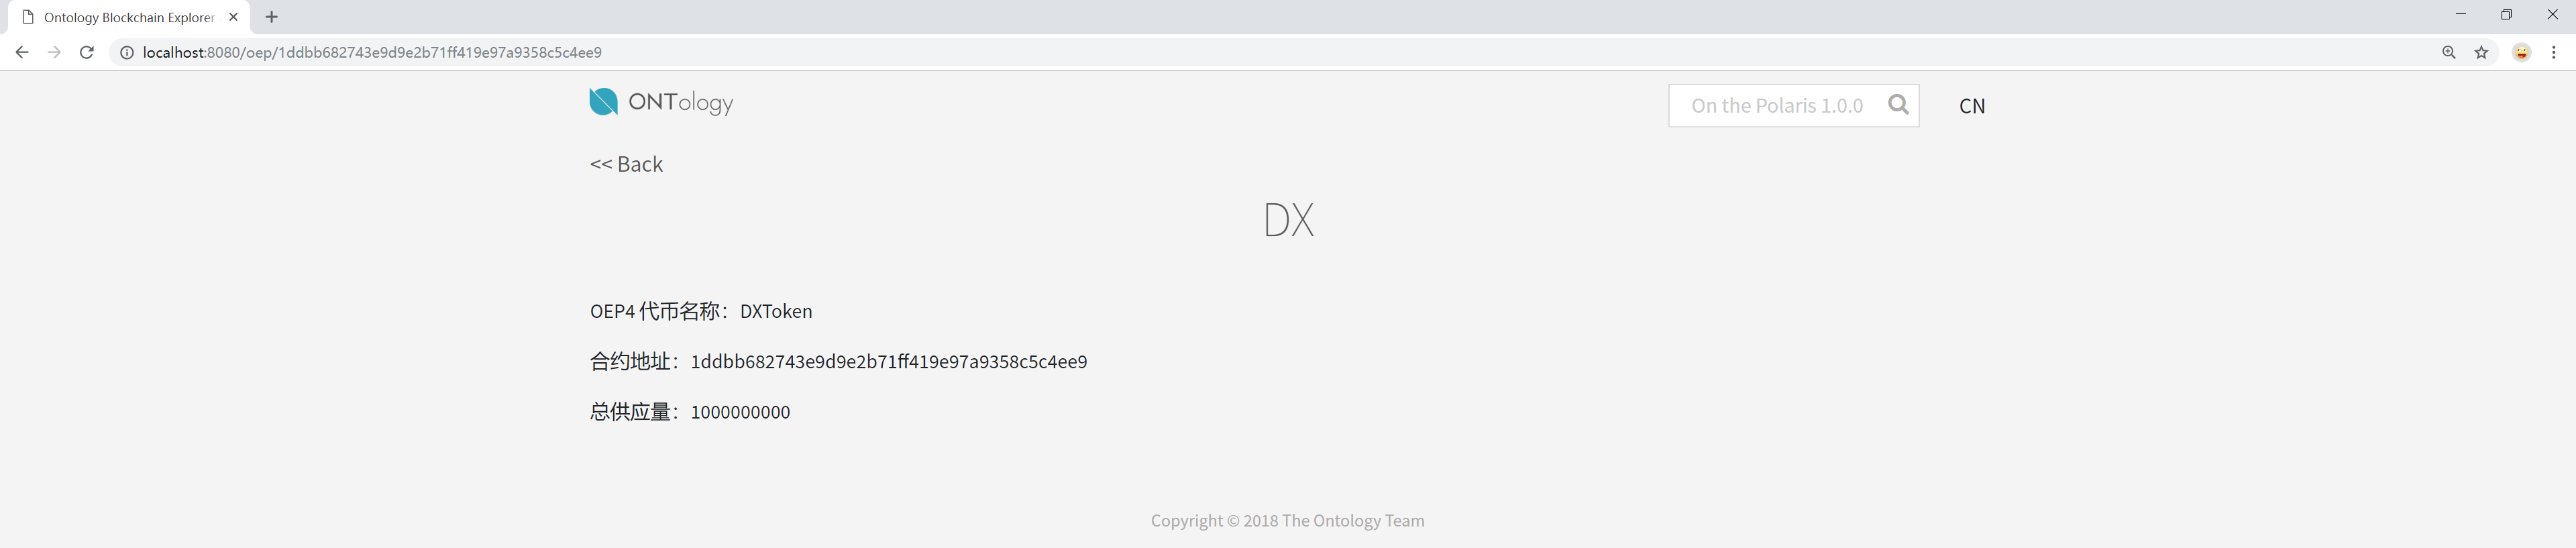 Ontology Blockchain Explorer
localhost:8080/oep/1ddbb682743e9d9e2b71ff419e97a9358c5c4ee9
ONTology
On the Polaris 1.0.0
CN
<< Back
DX
OEP4 代币名称：DXToken
合约地址：1ddbb682743e9d9e2b71ff419e97a9358c5c4ee9
总供应量：1000000000
Copyright © 2018 The Ontology Team